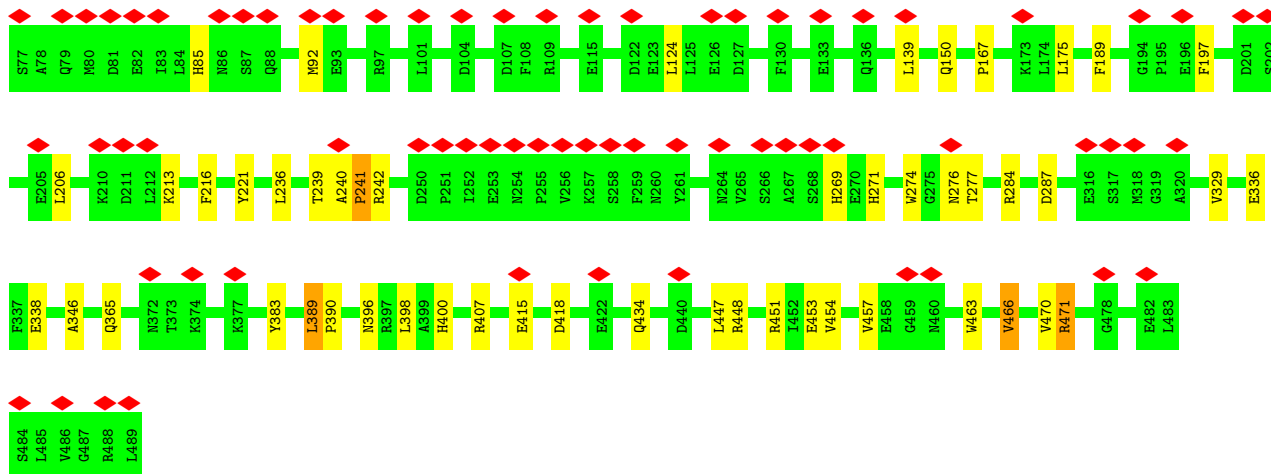 S77 A78 Q79 M80 D81 E82 I83 L84 H85 N86 S87 Q88 M92 E93 R97 L101 D104 D107 F108 R109 E115 D122 E123 L124 L125 E126 D127 F130 E133 Q136 L139 Q150 P167 K173 L174 L175 F189 G194 P195 E196 F197 D201 S202
E205 L206 K210 D211 L212 K213 F216 Y221 L236 T239 A240 P241 R242 D250 P251 I252 E253 N254 P255 V256 K257 S258 F259 N260 Y261 N264 V265 S266 A267 S268 H269 E270 H271 W274 G275 N276 T277 R284 D287 E316 S317 M318 G319 A320 V329 E336
F337 E338 A346 Q365 N372 T373 K374 K377 Y383 L389 P390 N396 R397 L398 A399 H400 R407 E415 D418 E422 Q434 D440 L447 R448 R451 I452 E453 V454 V457 E458 G459 N460 W463 V466 V470 R471 G478 E482 L483
S484 L485 V486 G487 R488 L489